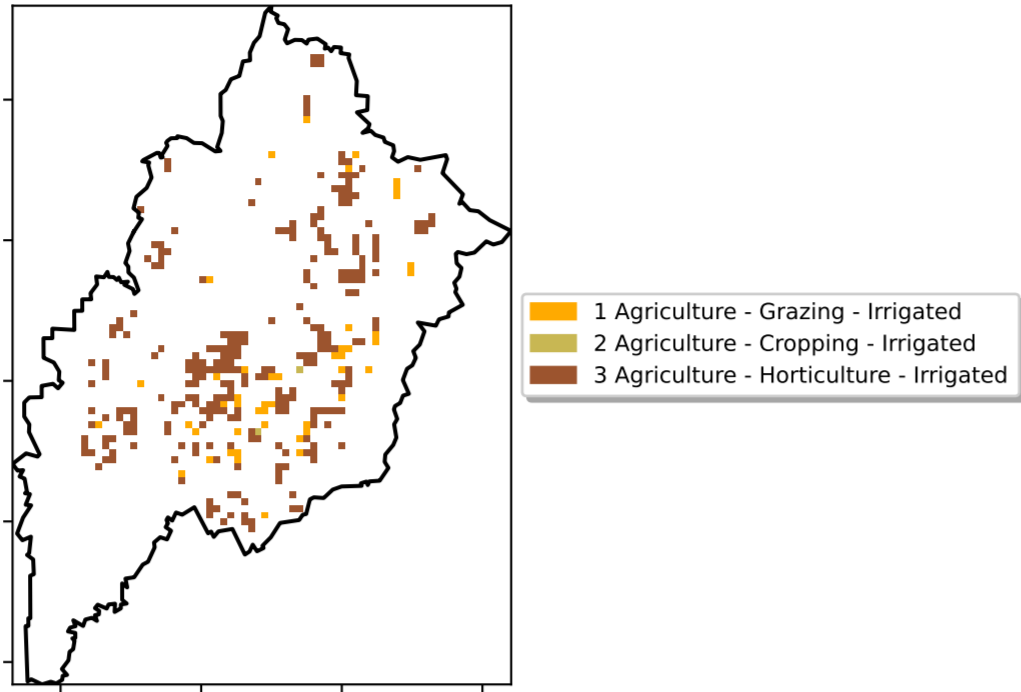 1 Agriculture - Grazing - Irrigated
2 Agriculture - Cropping - Irrigated
3 Agriculture - Horticulture - Irrigated